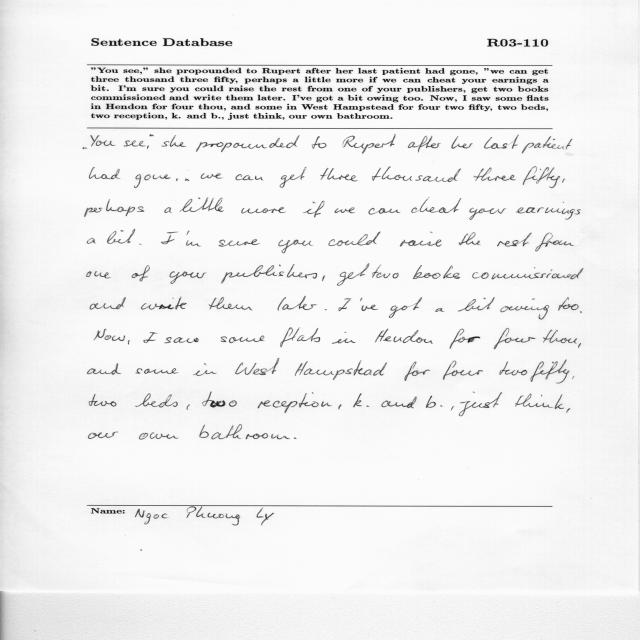 Sentence Database R03-110
"You see," she propounded to Rupert after her last patient had gone, "we can get
three thousand three fifty, perhaps a little more if we can cheat your earnings a
bit. I'm sure you could raise the rest from one of your publishers, get two books
commissioned and write them later. I've got a bit owing too. Now, I saw some flats
in Hendon for four thou, and some in West Hampstead for four two fifty, two beds,
two reception, k. and b., just think, our own bathroom.
„You see," she propounded to Rupert after her last patient
had gone, „we can get three thousand three fifty,
perhaps a little more if we can cheat your earnings
a bit. I'm sure you could raise the rest from
one of your publishers, get two books commissioned
and write them later. I've got a bit owing too.
Now, I saw some flats in Hendon for four thou,
and some in West Hampstead for four two fifty,
two beds, two reception, k. and b., just think,
our own bathroom.
Name: Ngoc Phuong Ly